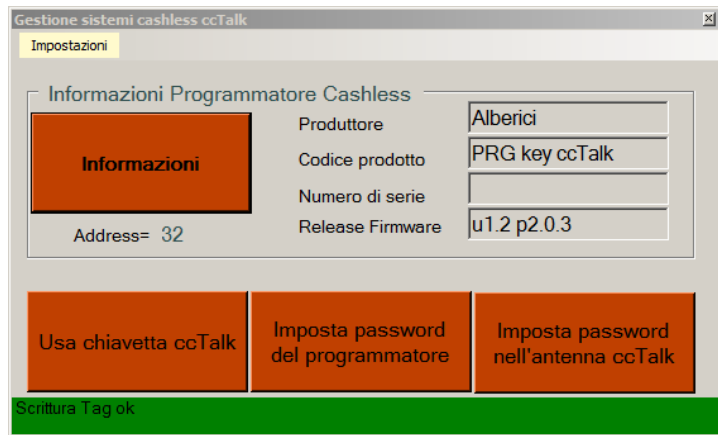 Gestione sistemi cashless ccTalk
Impostazioni
Informazioni Programmatore Cashless
Informazioni
Address= 32
Produttore Alberici
Codice prodotto PRG key ccTalk
Numero di serie
Release Firmware u1.2 p2.0.3
Usa chiavetta ccTalk
Imposta password
del programmatore
Imposta password
nell'antenna ccTalk
Scrittura Tag ok